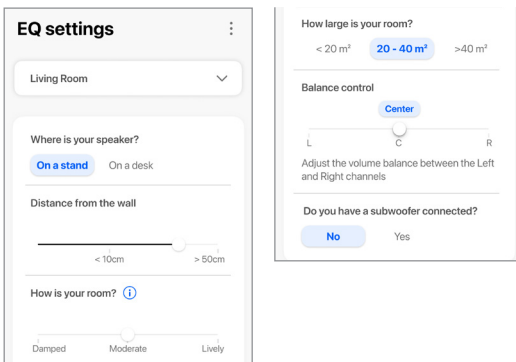 EQ settings
Living Room
Where is your speaker?
On a stand On a desk
Distance from the wall
< 10cm > 50cm
How is your room?
Damped Moderate Lively
How large is your room?
< 20 m² 20 - 40 m² >40 m²
Balance control
Center
L C R
Adjust the volume balance between the Left
and Right channels
Do you have a subwoofer connected?
No Yes